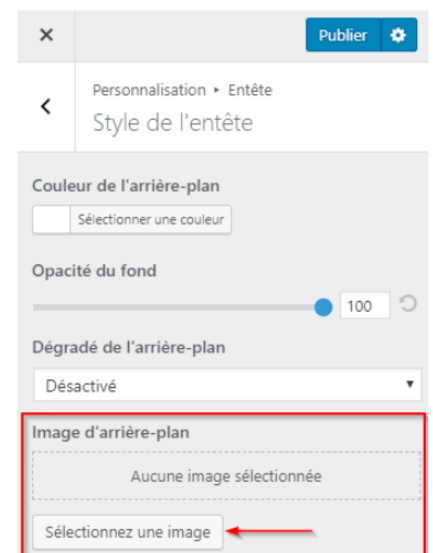 Publier
Personnalisation ▸ Entête
Style de l'entête
Couleur de l'arrière-plan
Sélectionner une couleur
Opacité du fond
100
Dégradé de l'arrière-plan
Désactivé
Image d'arrière-plan
Aucune image sélectionnée
Sélectionnez une image